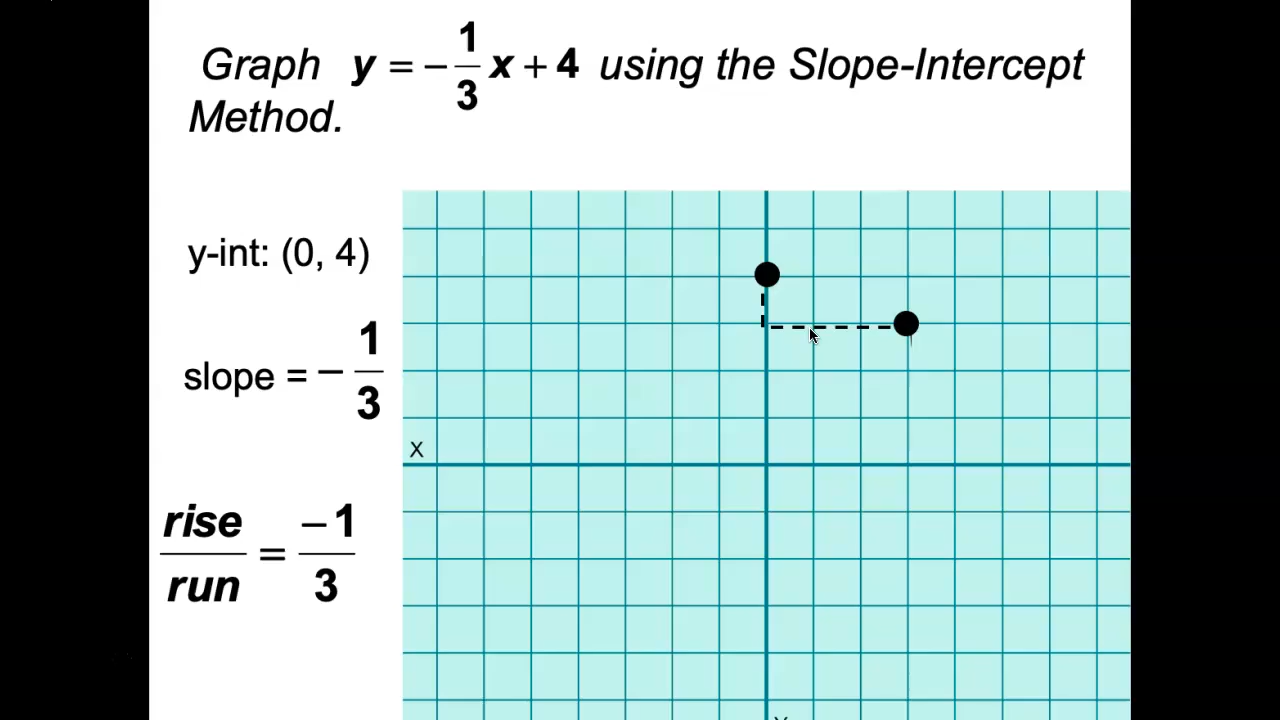 Graph y = -1/3 x + 4 using the Slope-Intercept
Method.
y-int: (0, 4)
slope = -1/3
X
rise/run = -1/3